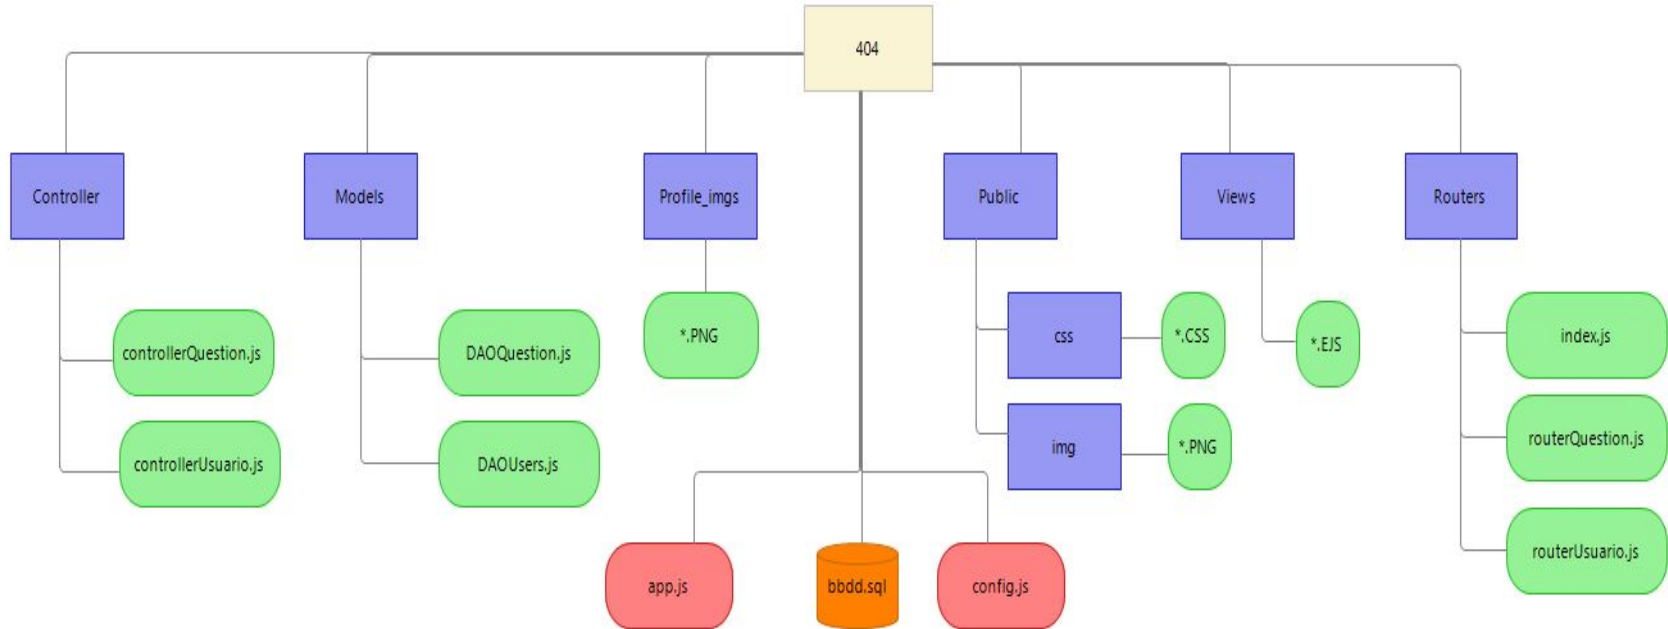 404
Controller
Models
Profile_imgs
Public
Views
Routers
controllerQuestion.js
controllerUsuario.js
DAOQuestion.js
DAOUsers.js
*.PNG
css
*.CSS
img
*.PNG
*.EJS
index.js
routerQuestion.js
routerUsuario.js
app.js
bbdd.sql
config.js